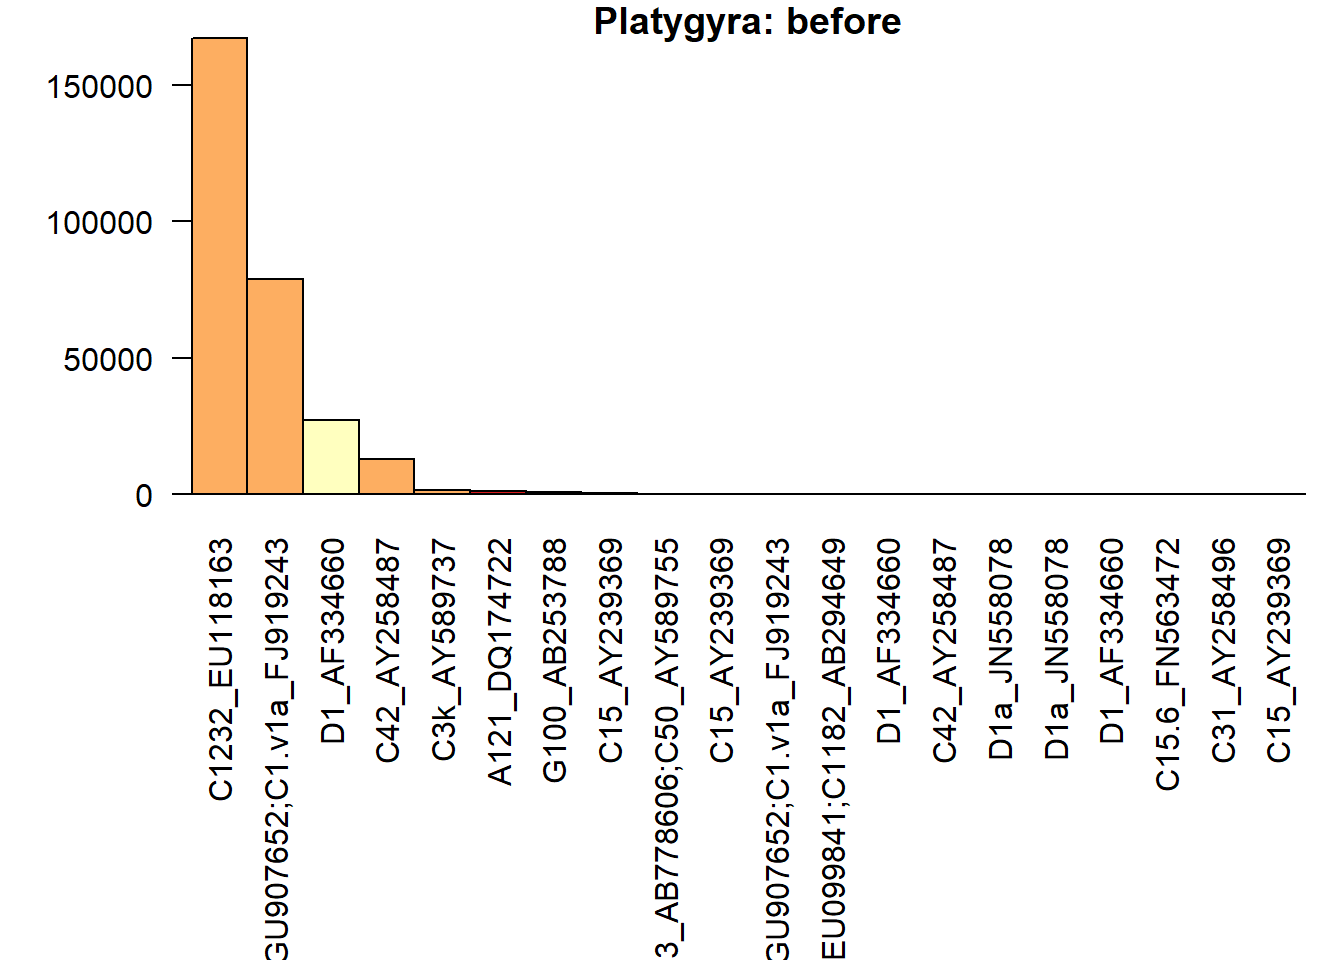 Platygyra: before
150000
100000
50000
0
C1232_EU118163
GU907652;C1.v1a_FJ919243
D1_AF334660
C42_AY258487
C3k_AY589737
A121_DQ174722
G100_AB253788
C15_AY239369
3_AB778606;C50_AY589755
C15_AY239369
GU907652;C1.v1a_FJ919243
EU099841;C1182_AB294649
D1_AF334660
C42_AY258487
D1a_JN558078
D1a_JN558078
D1_AF334660
C15.6_FN563472
C31_AY258496
C15_AY239369